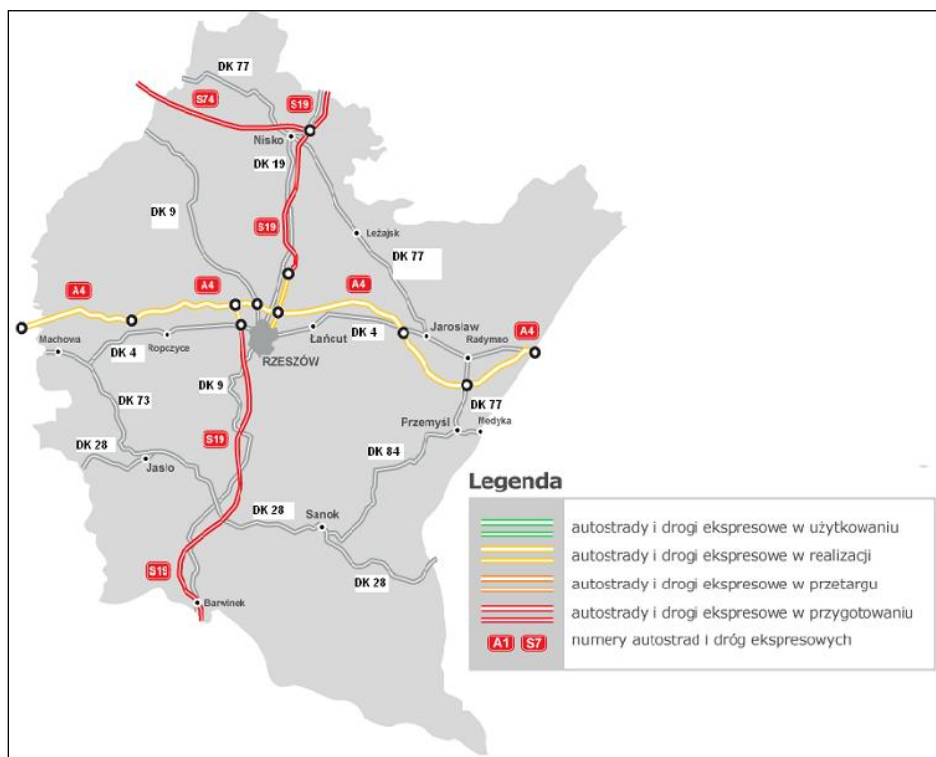 DK 77
S74
S19
Nisko
DK 19
DK 9
S19
Leżajsk
DK 77
A4
A4
A4
Machowa
DK 4
Ropczyce
RZESZÓW
Łańcut
DK 4
Jarosław
Radymno
A4
DK 9
DK 73
DK 77
Przemyśl
Medyka
S19
DK 84
DK 28
Jasło
DK 28
Sanok
DK 28
S19
Barwinek
Legenda
autostrady i drogi ekspresowe w użytkowaniu
autostrady i drogi ekspresowe w realizacji
autostrady i drogi ekspresowe w przetargu
autostrady i drogi ekspresowe w przygotowaniu
A1 S7 numery autostrad i dróg ekspresowych